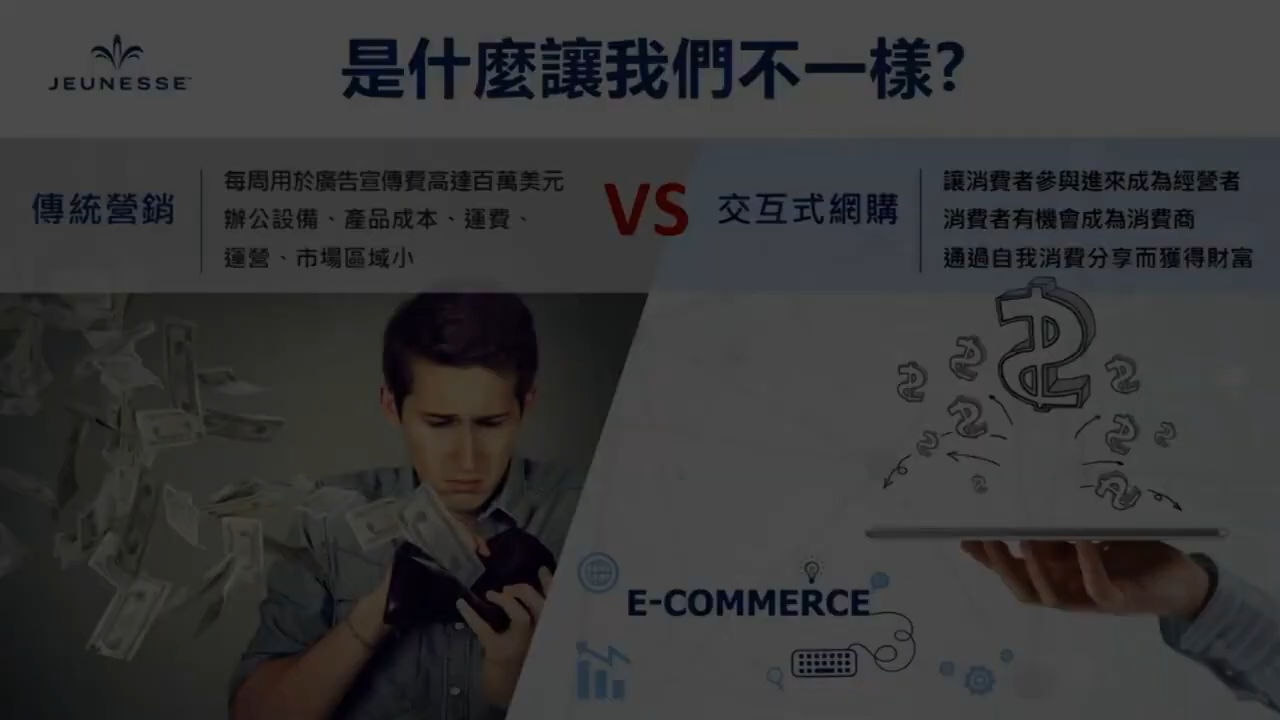 JEUNESSE
是什麼讓我們不一樣?
傳統營銷
每周用於廣告宣傳費高達百萬美元
辦公設備、產品成本、運費、
運營、市場區域小
VS
交互式網購
讓消費者參與進來成為經營者
消費者有機會成為消費商
通過自我消費分享而獲得財富
E-COMMERCE